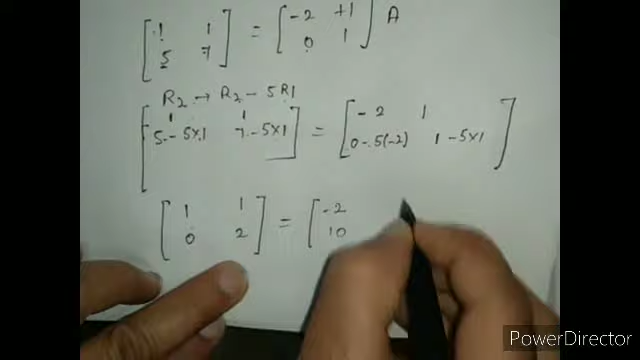 [1 1 = [-2 +1 A
5 7] 0 1]
R2 → R2 - 5R1
[1 1 = [-2 1
5 - 5×1 7 - 5×1] 0 - 5(-2) 1 - 5×1]
[1 1 = [-2
0 2] 10
PowerDirector